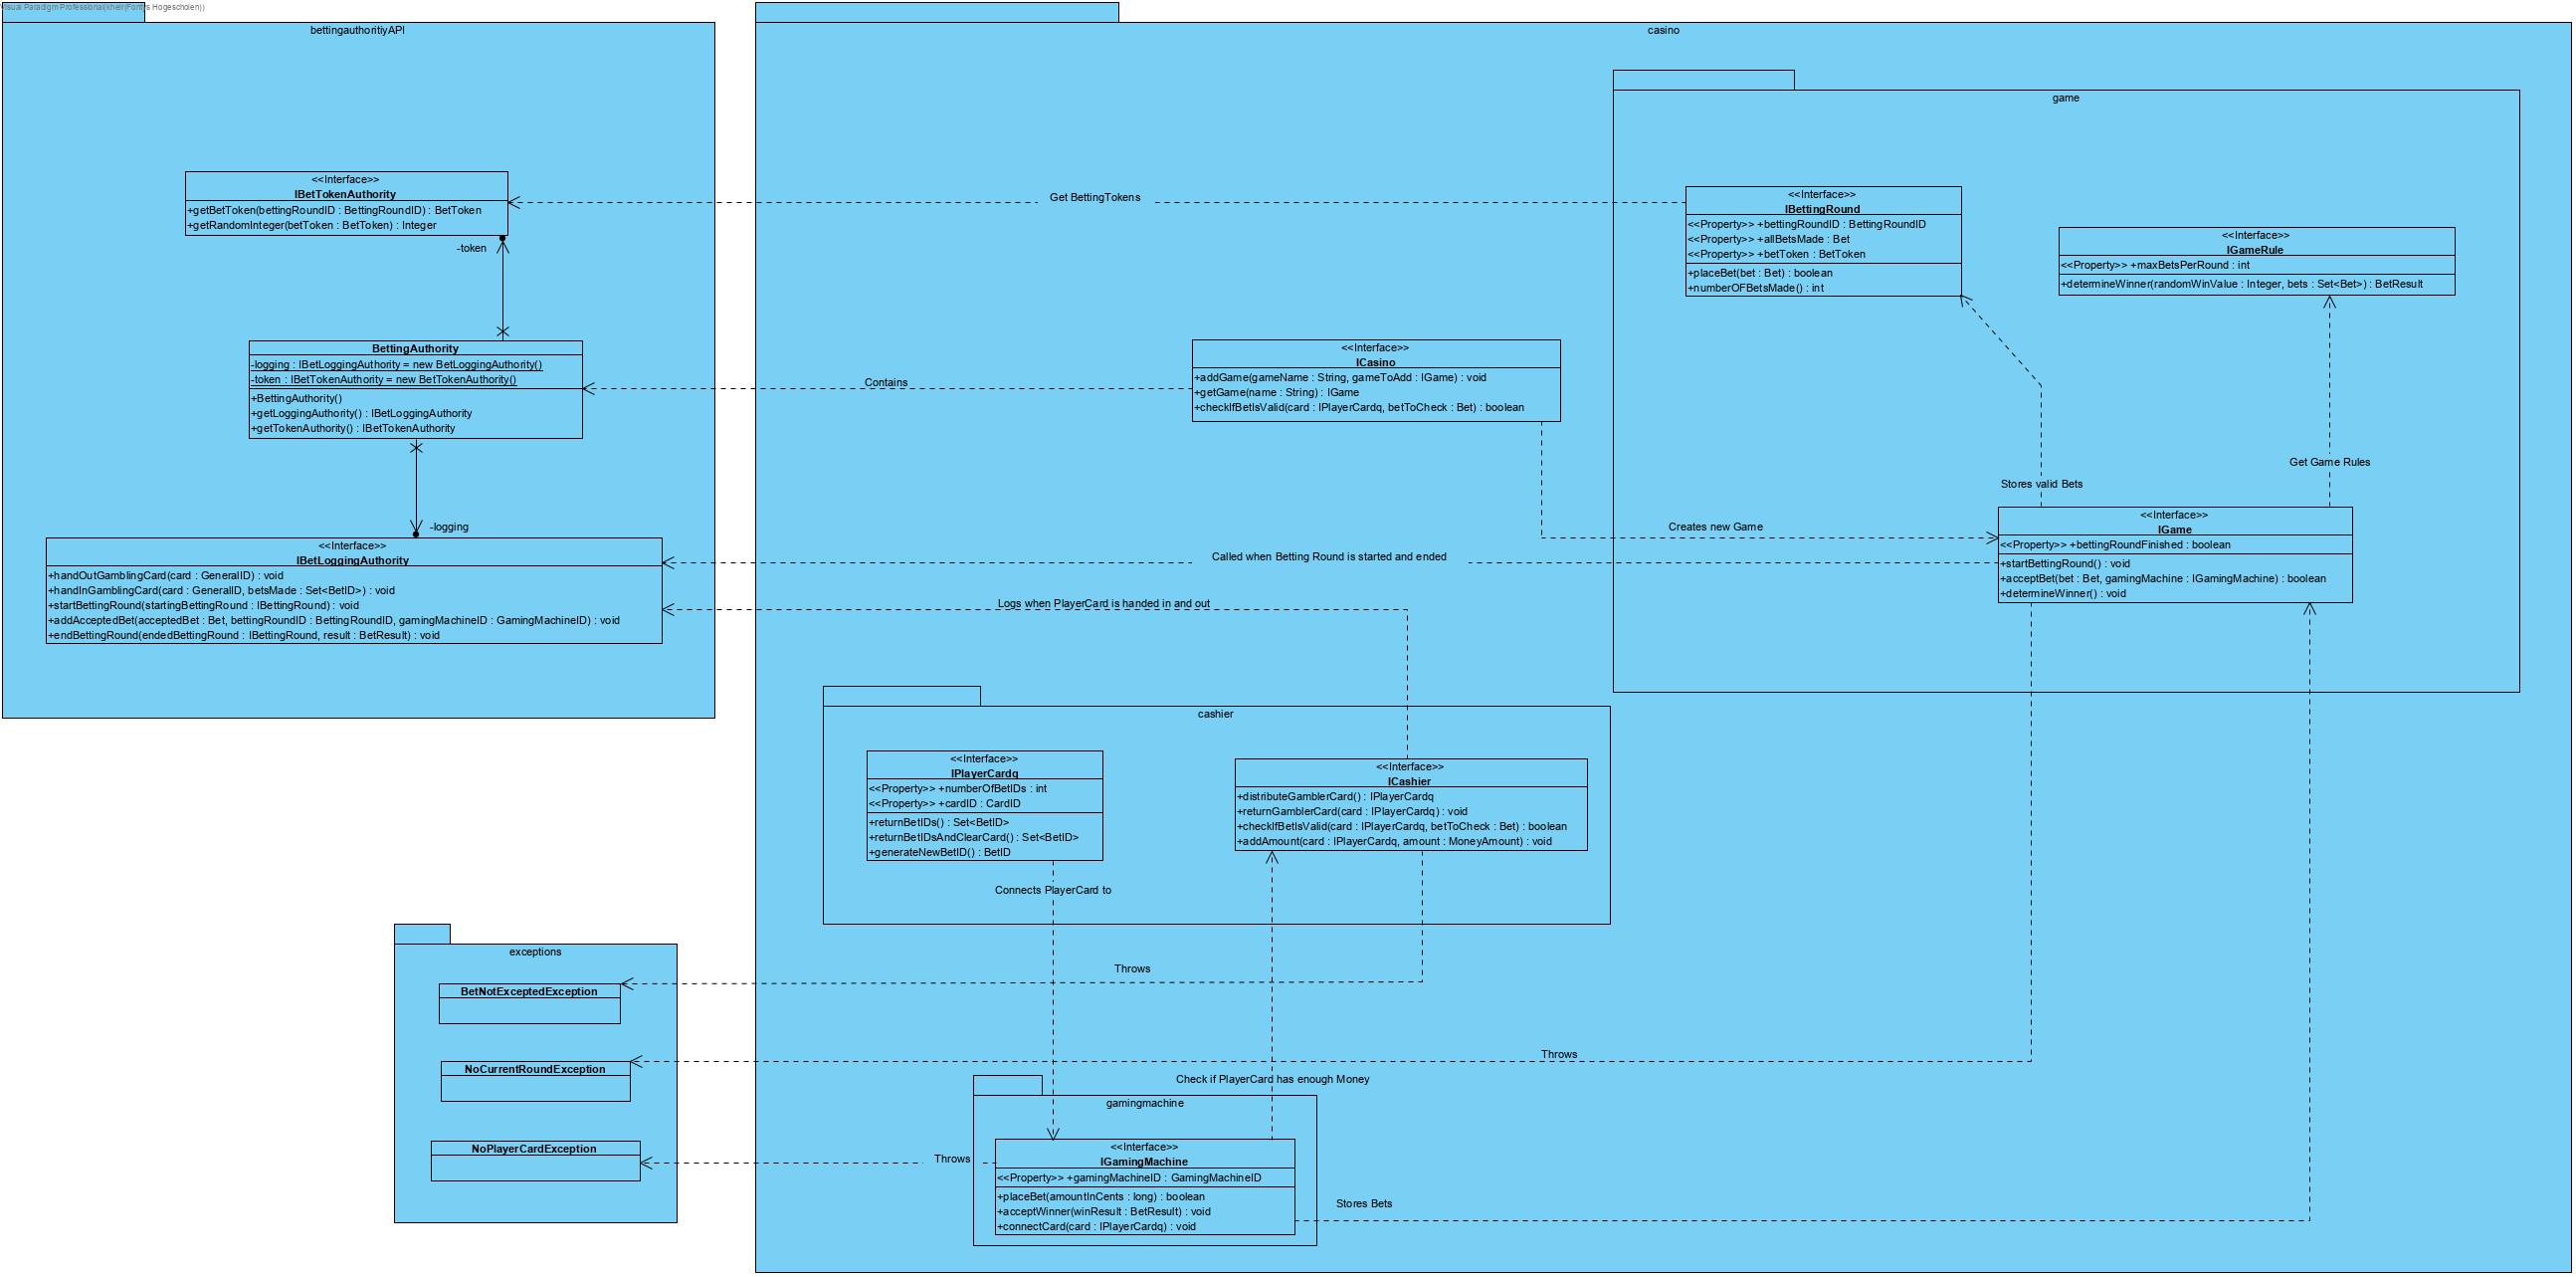 Visual Paradigm Professional(kheir(Fontys Hogescholen))
bettingauthoritiyAPI
<<Interface>>
IBetTokenAuthority
+getBetToken(bettingRoundID : BettingRoundID) : BetToken
+getRandomInteger(betToken : BetToken) : Integer
-token
BettingAuthority
-logging : IBetLoggingAuthority = new BetLoggingAuthority()
-token : IBetTokenAuthority = new BetTokenAuthority()
+BettingAuthority()
+getLoggingAuthority() : IBetLoggingAuthority
+getTokenAuthority() : IBetTokenAuthority
-logging
<<Interface>>
IBetLoggingAuthority
+handOutGamblingCard(card : GeneralID) : void
+handInGamblingCard(card : GeneralID, betsMade : Set<BetID>) : void
+startBettingRound(startingBettingRound : IBettingRound) : void
+addAcceptedBet(acceptedBet : Bet, bettingRoundID : BettingRoundID, gamingMachineID : GamingMachineID) : void
+endBettingRound(endedBettingRound : IBettingRound, result : BetResult) : void
casino
game
Get BettingTokens
<<Interface>>
IBettingRound
<<Property>> +bettingRoundID : BettingRoundID
<<Property>> +allBetsMade : Bet
<<Property>> +betToken : BetToken
+placeBet(bet : Bet) : boolean
+numberOFBetsMade() : int
<<Interface>>
IGameRule
<<Property>> +maxBetsPerRound : int
+determineWinner(randomWinValue : Integer, bets : Set<Bet>) : BetResult
Contains
<<Interface>>
ICasino
+addGame(gameName : String, gameToAdd : IGame) : void
+getGame(name : String) : IGame
+checkIfBetIsValid(card : IPlayerCardq, betToCheck : Bet) : boolean
Get Game Rules
Stores valid Bets
Creates new Game
<<Interface>>
IGame
<<Property>> +bettingRoundFinished : boolean
+startBettingRound() : void
+acceptBet(bet : Bet, gamingMachine : IGamingMachine) : boolean
+determineWinner() : void
Called when Betting Round is started and ended
Logs when PlayerCard is handed in and out
cashier
<<Interface>>
IPlayerCardq
<<Property>> +numberOfBetIDs : int
<<Property>> +cardID : CardID
+returnBetIDs() : Set<BetID>
+returnBetIDsAndClearCard() : Set<BetID>
+generateNewBetID() : BetID
<<Interface>>
ICashier
+distributeGamblerCard() : IPlayerCardq
+returnGamblerCard(card : IPlayerCardq) : void
+checkIfBetIsValid(card : IPlayerCardq, betToCheck : Bet) : boolean
+addAmount(card : IPlayerCardq, amount : MoneyAmount) : void
Connects PlayerCard to
exceptions
BetNotExceptedException
Throws
NoCurrentRoundException
Throws
NoPlayerCardException
Throws
Check if PlayerCard has enough Money
gamingmachine
<<Interface>>
IGamingMachine
<<Property>> +gamingMachineID : GamingMachineID
+placeBet(amountInCents : long) : boolean
+acceptWinner(winResult : BetResult) : void
+connectCard(card : IPlayerCardq) : void
Stores Bets